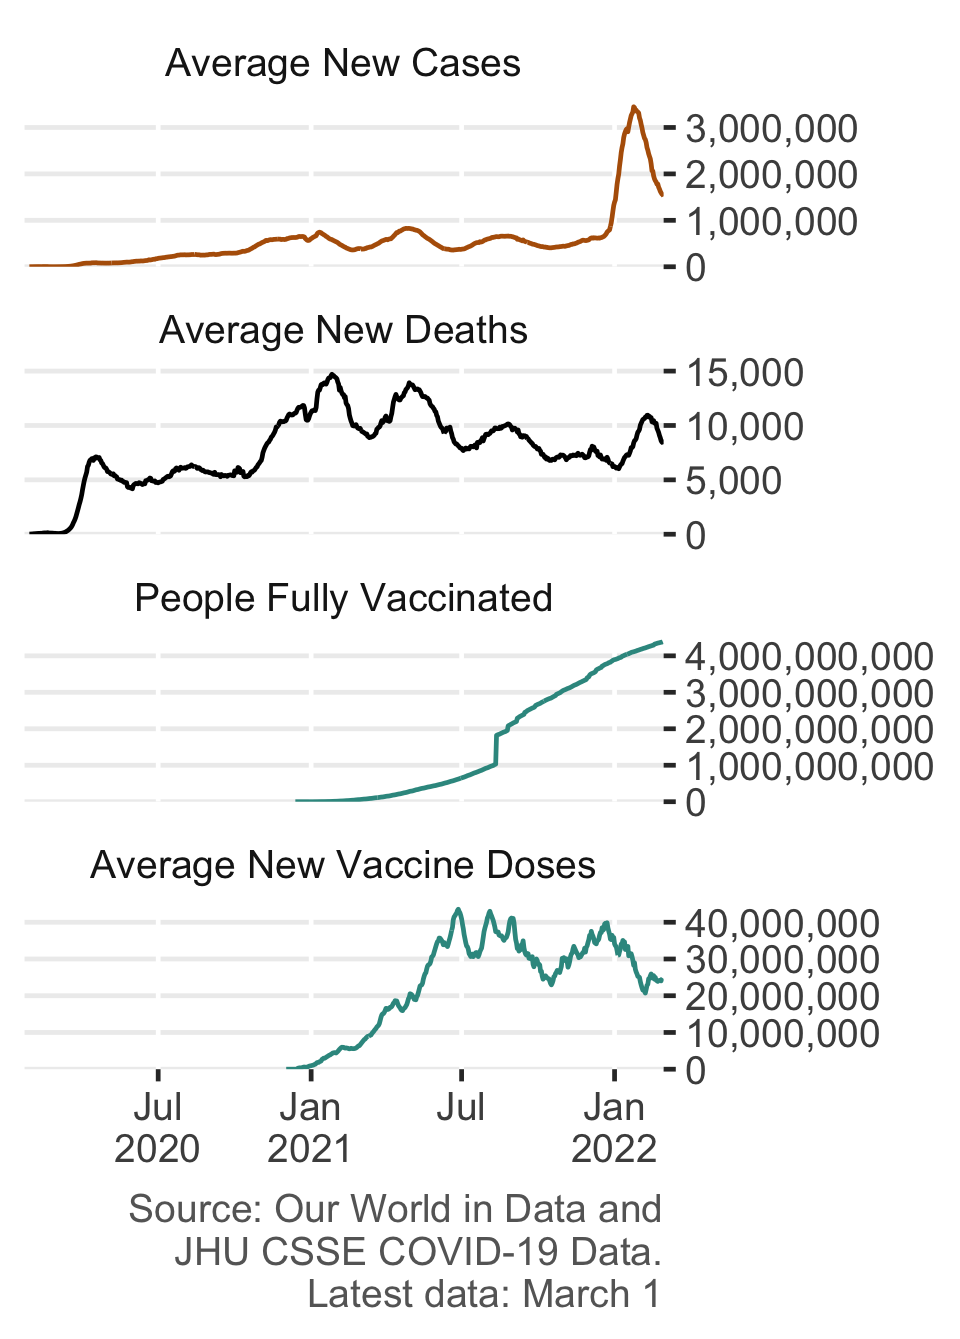 Average New Cases
3,000,000
2,000,000
1,000,000
0
Average New Deaths
15,000
10,000
5,000
0
People Fully Vaccinated
4,000,000,000
3,000,000,000
2,000,000,000
1,000,000,000
0
Average New Vaccine Doses
40,000,000
30,000,000
20,000,000
10,000,000
0
Jul Jan Jul Jan
2020 2021 2022
Source: Our World in Data and
JHU CSSE COVID-19 Data.
Latest data: March 1